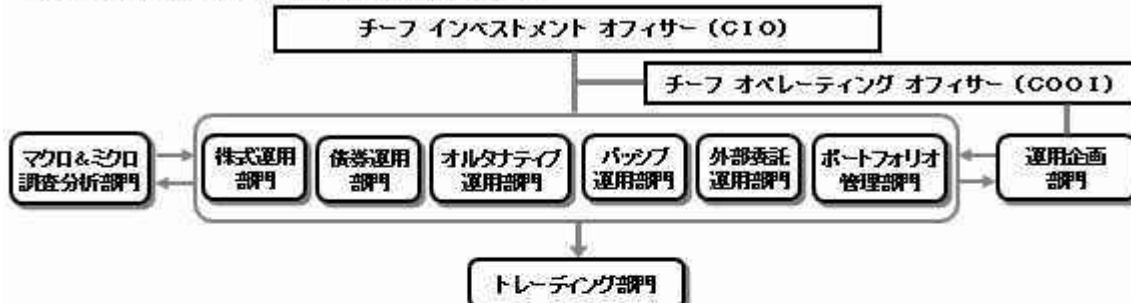 チーフ インベストメント オフィサー (CIO)
チーフ オペレーティング オフィサー (COOI)
マクロ&ミクロ
調査分析部門
株式運用
部門
債券運用
部門
オルタナティブ
運用部門
パッシブ
運用部門
外部委託
運用部門
ポートフォリオ
管理部門
運用企画
部門
トレーディング部門